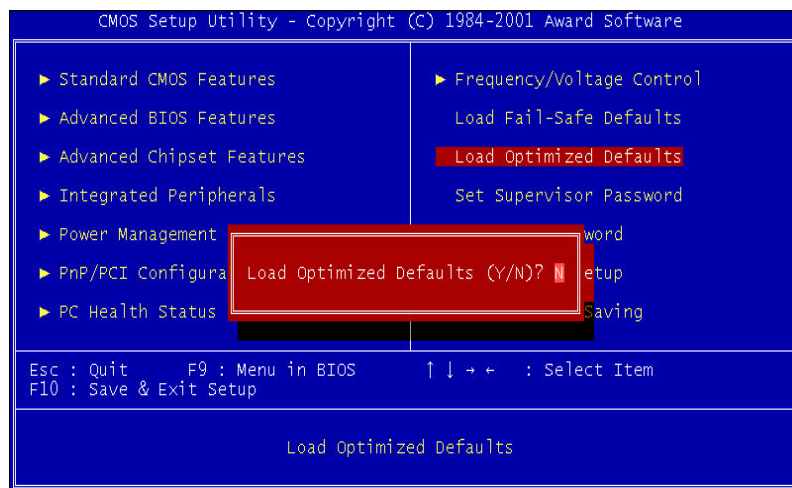 CMOS Setup Utility - Copyright (C) 1984-2001 Award Software
► Standard CMOS Features
► Advanced BIOS Features
► Advanced Chipset Features
► Integrated Peripherals
► Power Management
► PnP/PCI Configura
► PC Health Status
► Frequency/Voltage Control
Load Fail-Safe Defaults
Load Optimized Defaults
Set Supervisor Password
word
etup
Saving
Load Optimized Defaults (Y/N)? N
Esc : Quit F9 : Menu in BIOS ↑ ↓ → ← : Select Item
F10 : Save & Exit Setup
Load Optimized Defaults